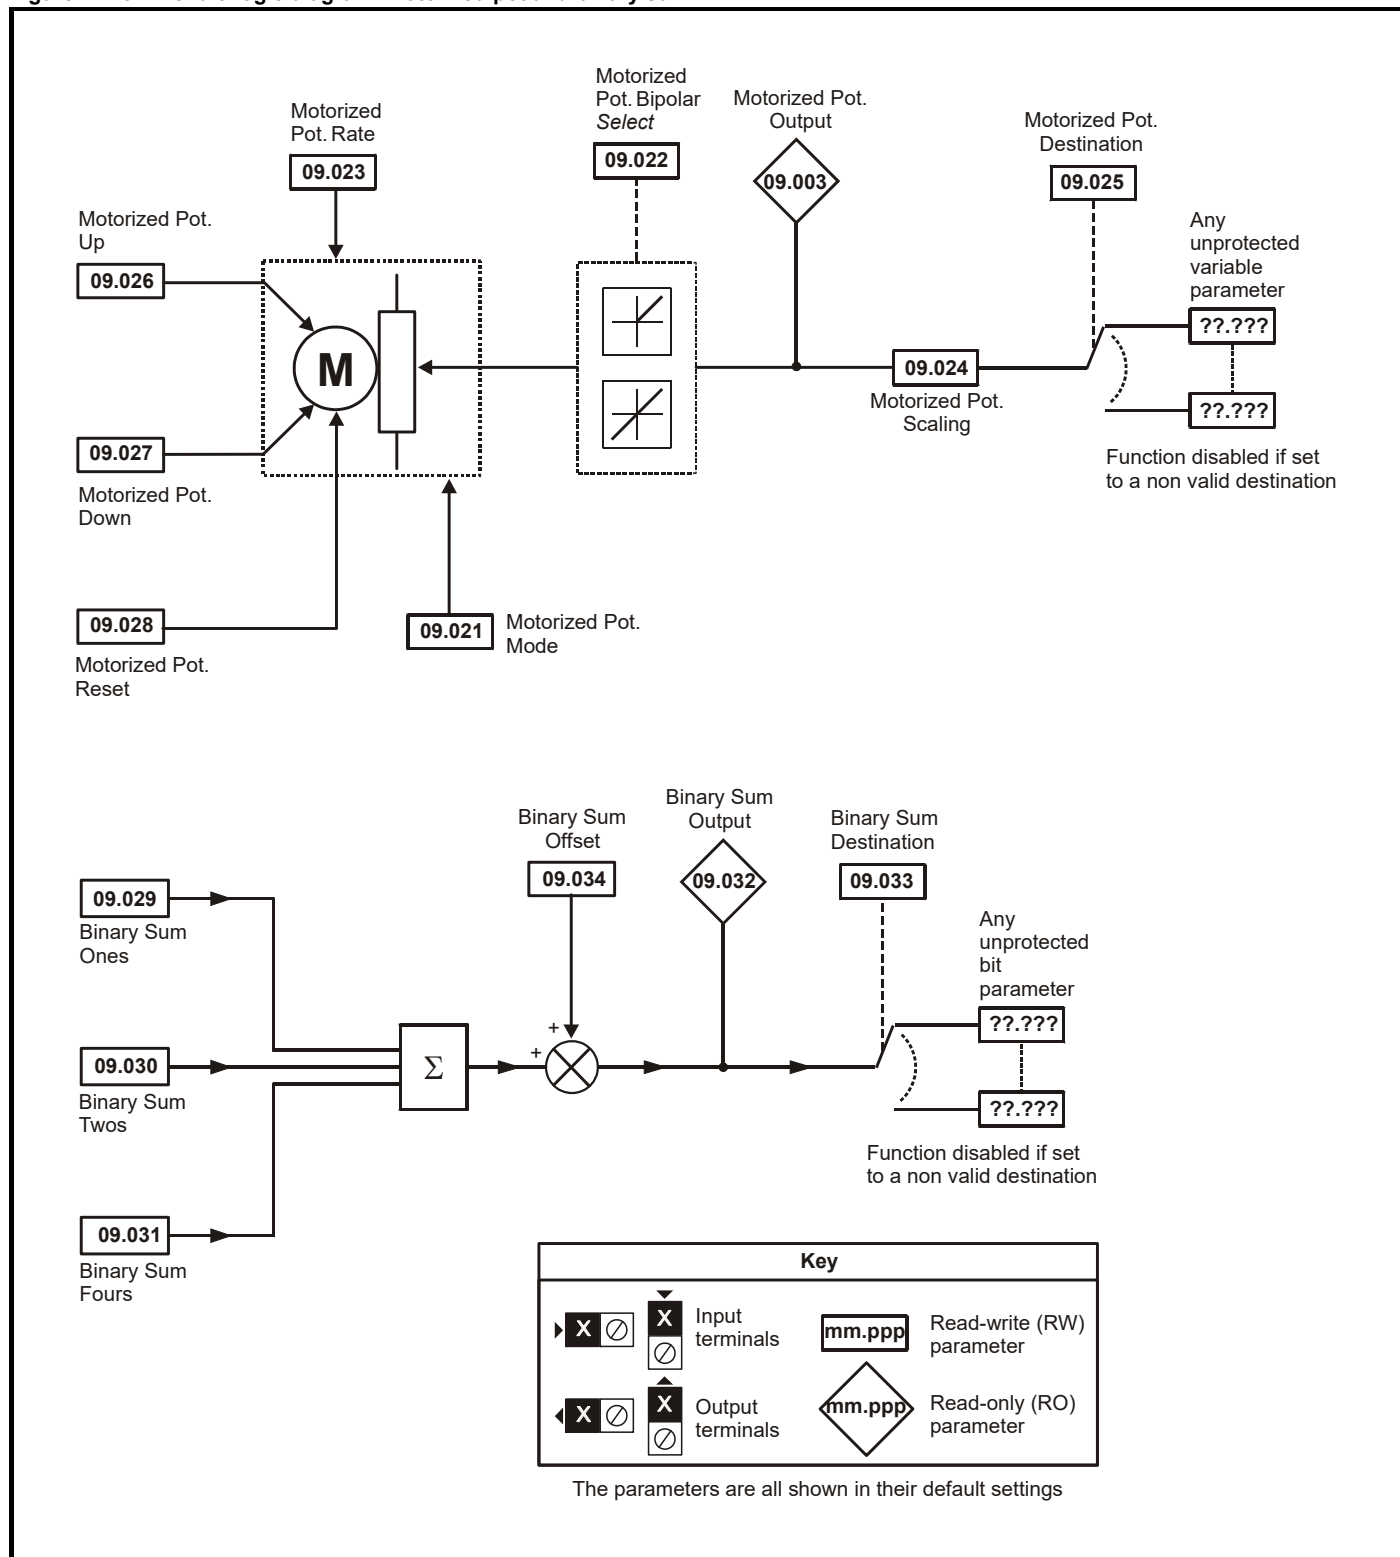 Motorized
Pot. Rate
09.023
Motorized
Pot. Bipolar
Select
09.022
Motorized Pot.
Output
09.003
Motorized Pot.
Destination
09.025
Motorized Pot.
Up
09.026
Any
unprotected
variable
parameter
??.???
M
09.024
Motorized Pot.
Scaling
??.???
09.027
Motorized Pot.
Down
Function disabled if set
to a non valid destination
09.028
Motorized Pot.
Reset
09.021
Motorized Pot.
Mode
Binary Sum
Offset
09.034
Binary Sum
Output
09.032
Binary Sum
Destination
09.033
09.029
Binary Sum
Ones
Any
unprotected
bit
parameter
??.???
+
+
09.030
Binary Sum
Twos
Σ
??.???
Function disabled if set
to a non valid destination
09.031
Binary Sum
Fours
Key
X
X
Input
terminals
mm.ppp
Read-write (RW)
parameter
X
X
Output
terminals
mm.ppp
Read-only (RO)
parameter
The parameters are all shown in their default settings